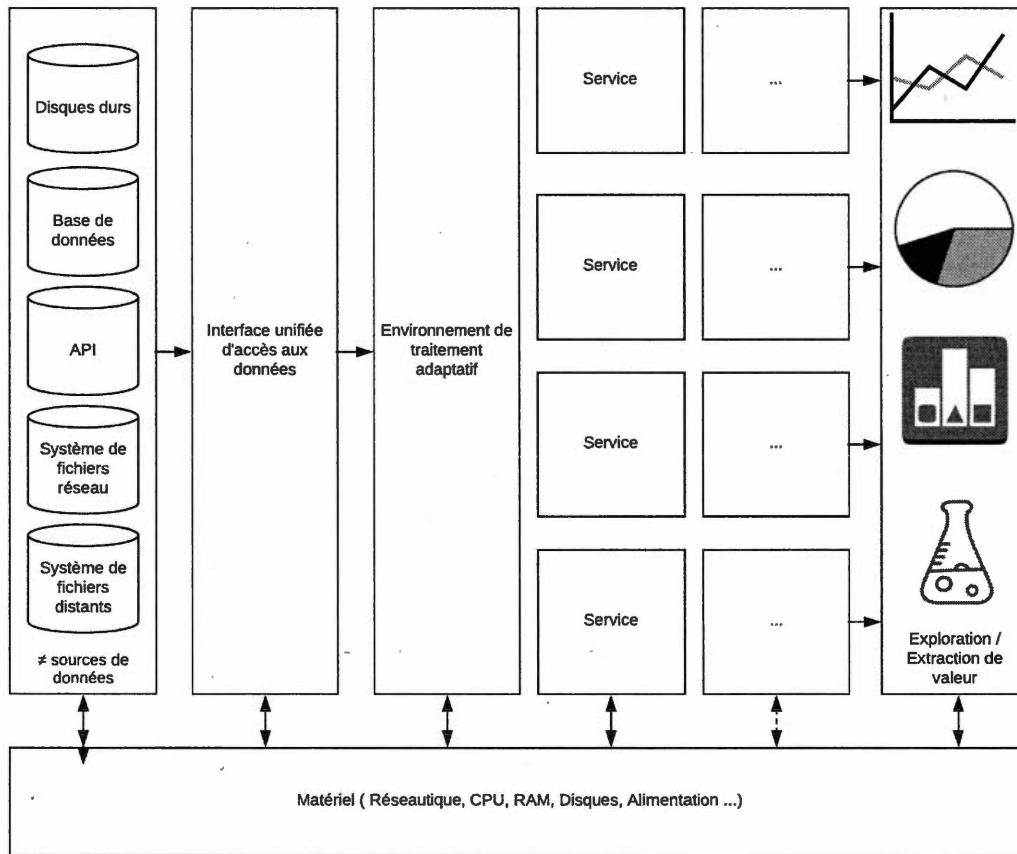 Disques durs
Base de
données
API
Système de
fichiers
réseau
Système de
fichiers
distants
≠ sources de
données
Interface unifiée
d'accès aux
données
Environnement de
traitement
adaptatif
Service
...
Service
...
Service
...
Service
...
Exploration /
Extraction de
valeur
Matériel ( Réseautique, CPU, RAM, Disques, Alimentation ...)